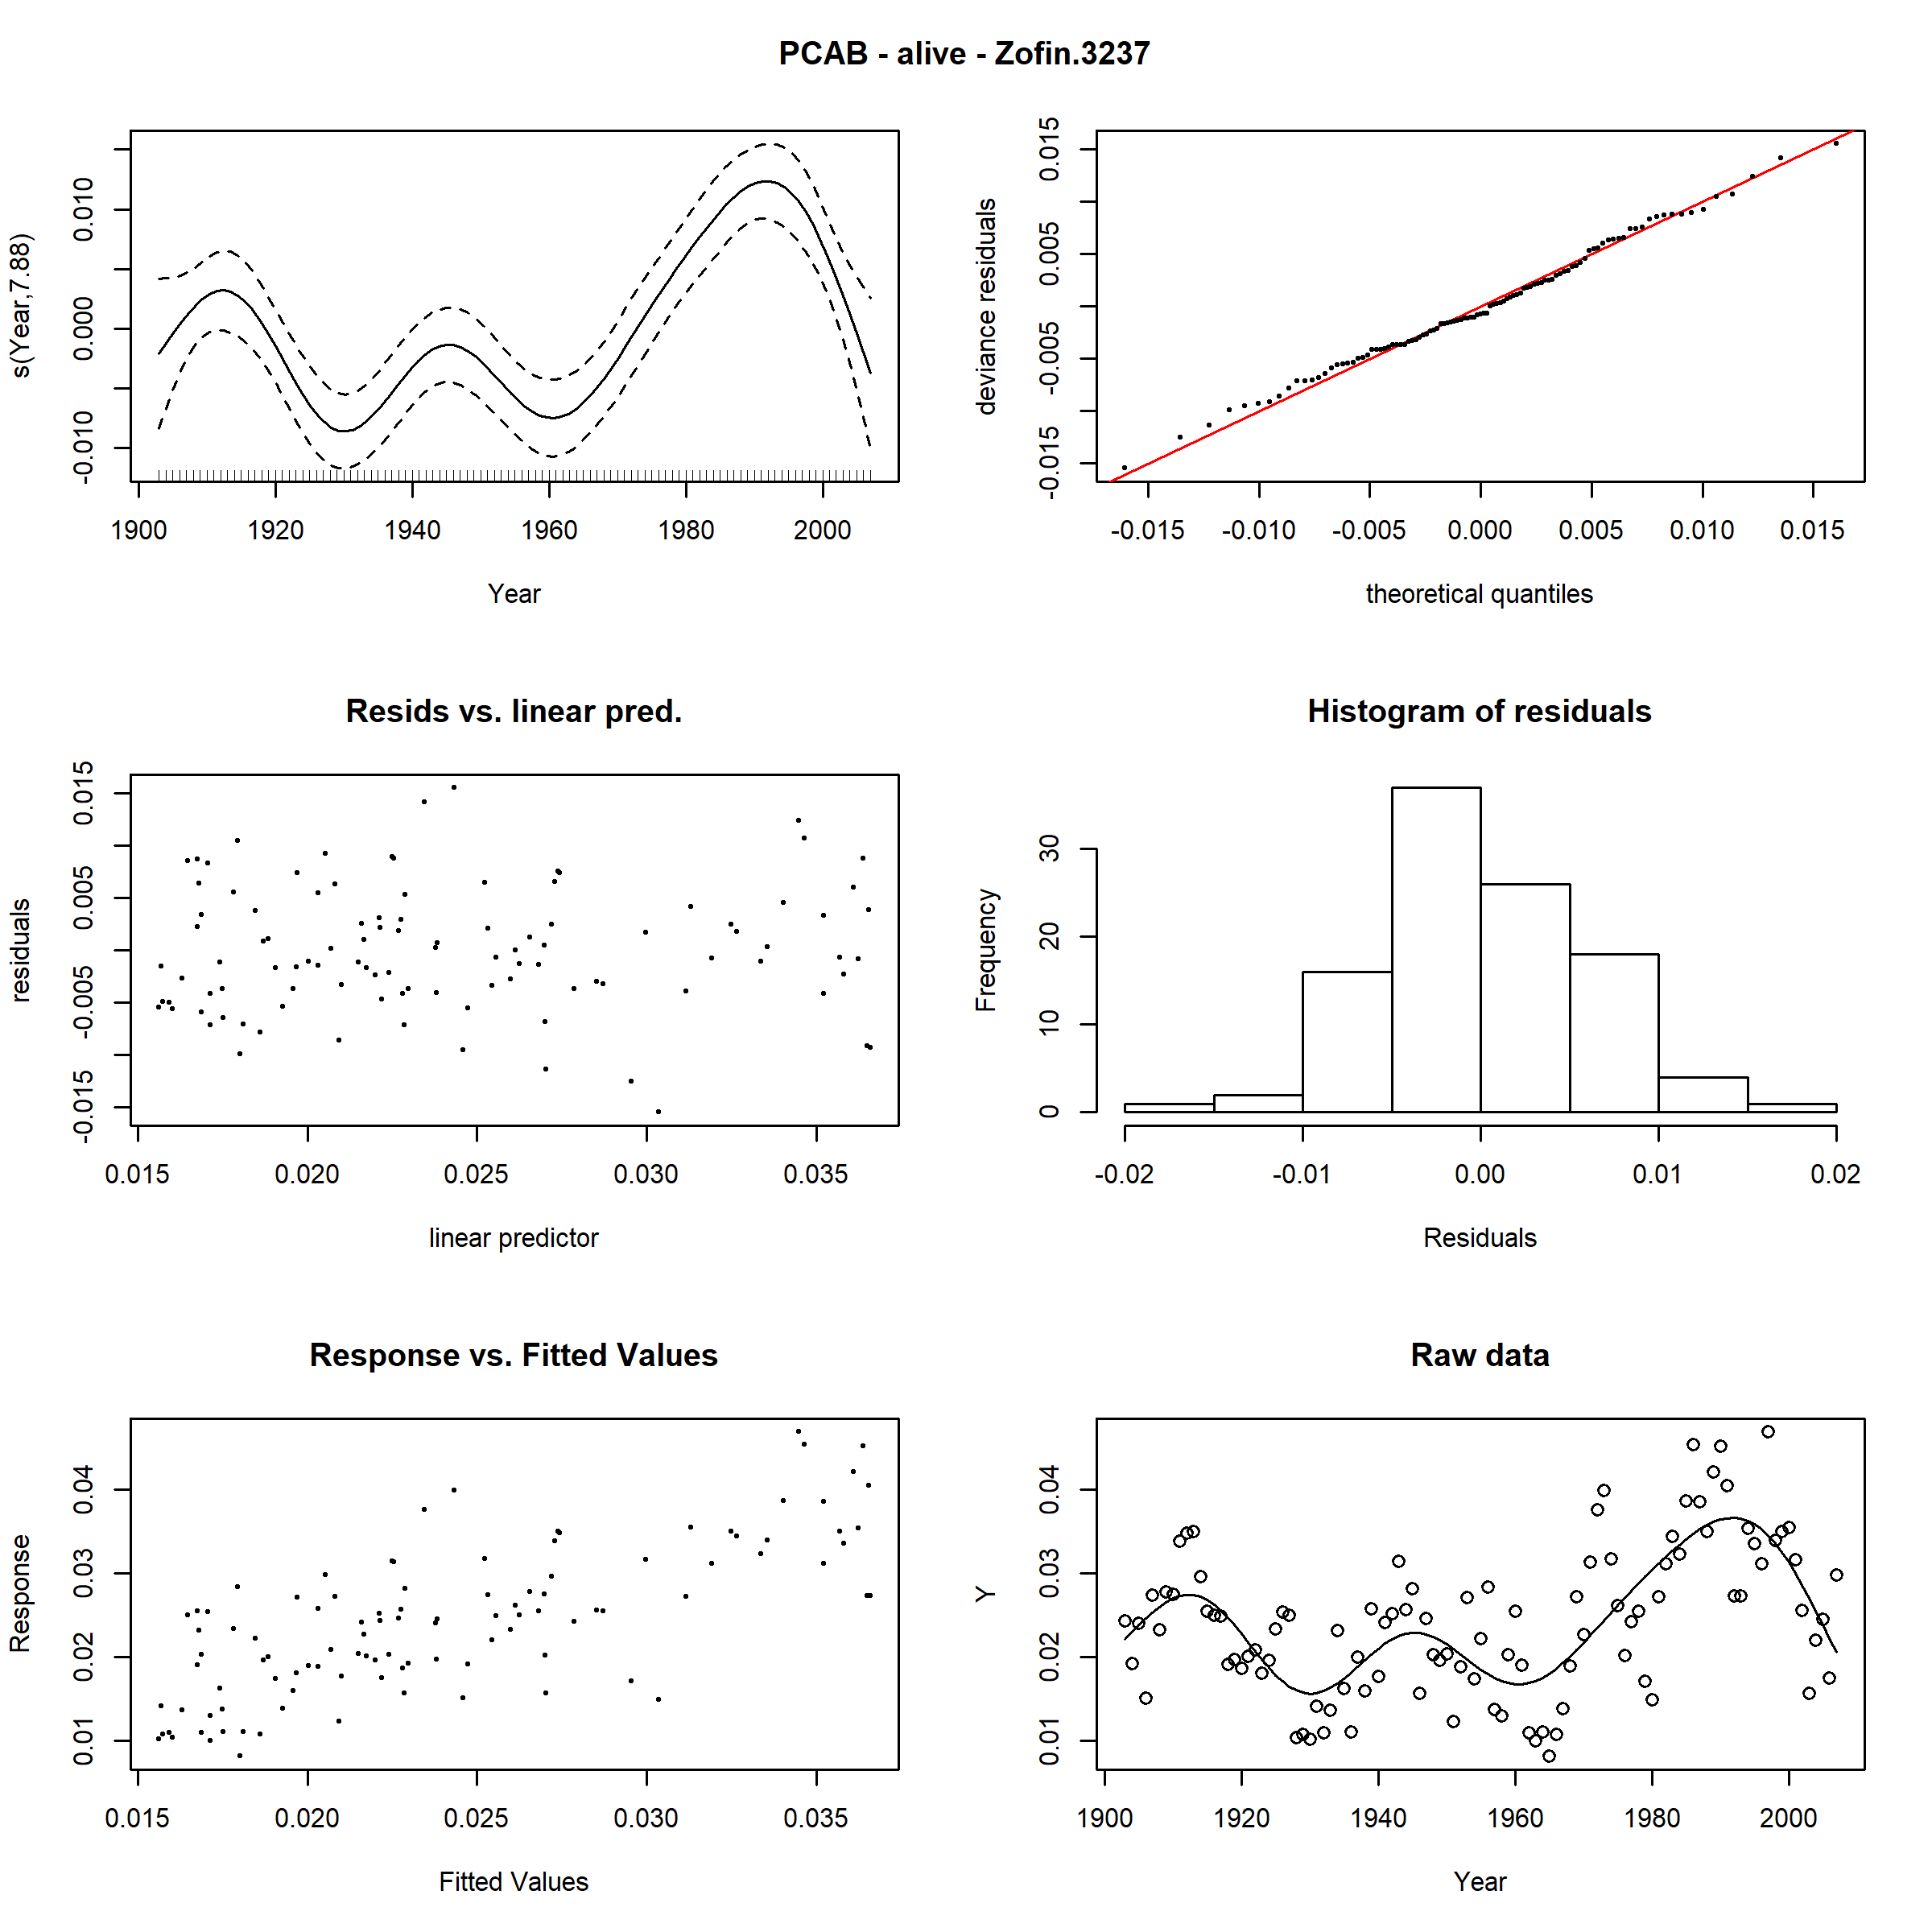 PCAB - alive - Zofin.3237
s(Year,7.88)
-0.010 0.000 0.010
1900 1920 1940 1960 1980 2000
Year
deviance residuals
-0.015 -0.005 0.005 0.015
-0.015 -0.010 -0.005 0.000 0.005 0.010 0.015
theoretical quantiles
Resids vs. linear pred.
residuals
-0.015 -0.005 0.005 0.015
0.015 0.020 0.025 0.030 0.035
linear predictor
Histogram of residuals
Frequency
0 10 20 30
-0.02 -0.01 0.00 0.01 0.02
Residuals
Response vs. Fitted Values
Response
0.01 0.02 0.03 0.04
0.015 0.020 0.025 0.030 0.035
Fitted Values
Raw data
Y
0.01 0.02 0.03 0.04
1900 1920 1940 1960 1980 2000
Year